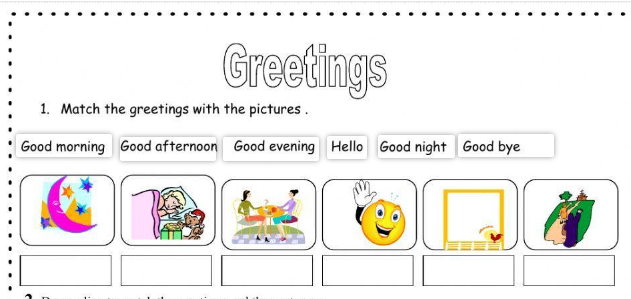 Greetings
1. Match the greetings with the pictures .
Good morning Good afternoon Good evening Hello Good night Good bye
2.